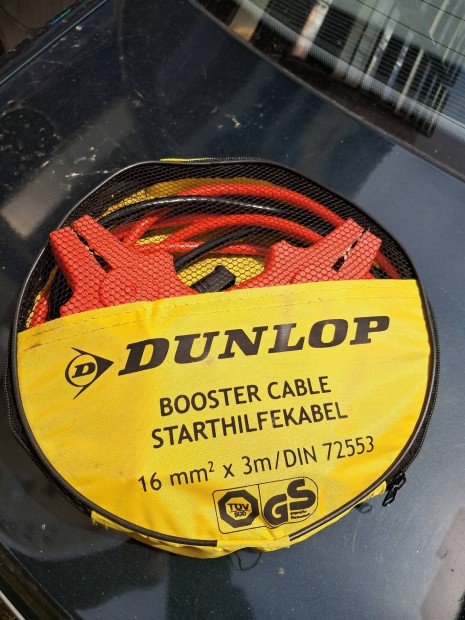 D DUNLOP
BOOSTER CABLE
STARTHILFEKABEL
16 mm² x 3m/DIN 72553
TÜV GS